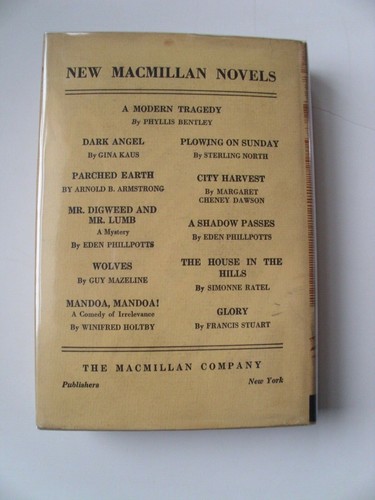 NEW MACMILLAN NOVELS
A MODERN TRAGEDY
By PHYLLIS BENTLEY
DARK ANGEL
By GINA KAUS
PARCHED EARTH
BY ARNOLD B. ARMSTRONG
MR. DIGWEED AND
MR. LUMB
A Mystery
By EDEN PHILLPOTTS
WOLVES
By GUY MAZELINE
MANDOA, MANDOA!
A Comedy of Irrelevance
By WINIFRED HOLTBY
PLOWING ON SUNDAY
By STERLING NORTH
CITY HARVEST
By MARGARET
CHENEY DAWSON
A SHADOW PASSES
By EDEN PHILLPOTTS
THE HOUSE IN THE
HILLS
By SIMONNE RATEL
GLORY
By FRANCIS STUART
THE MACMILLAN COMPANY
Publishers New York